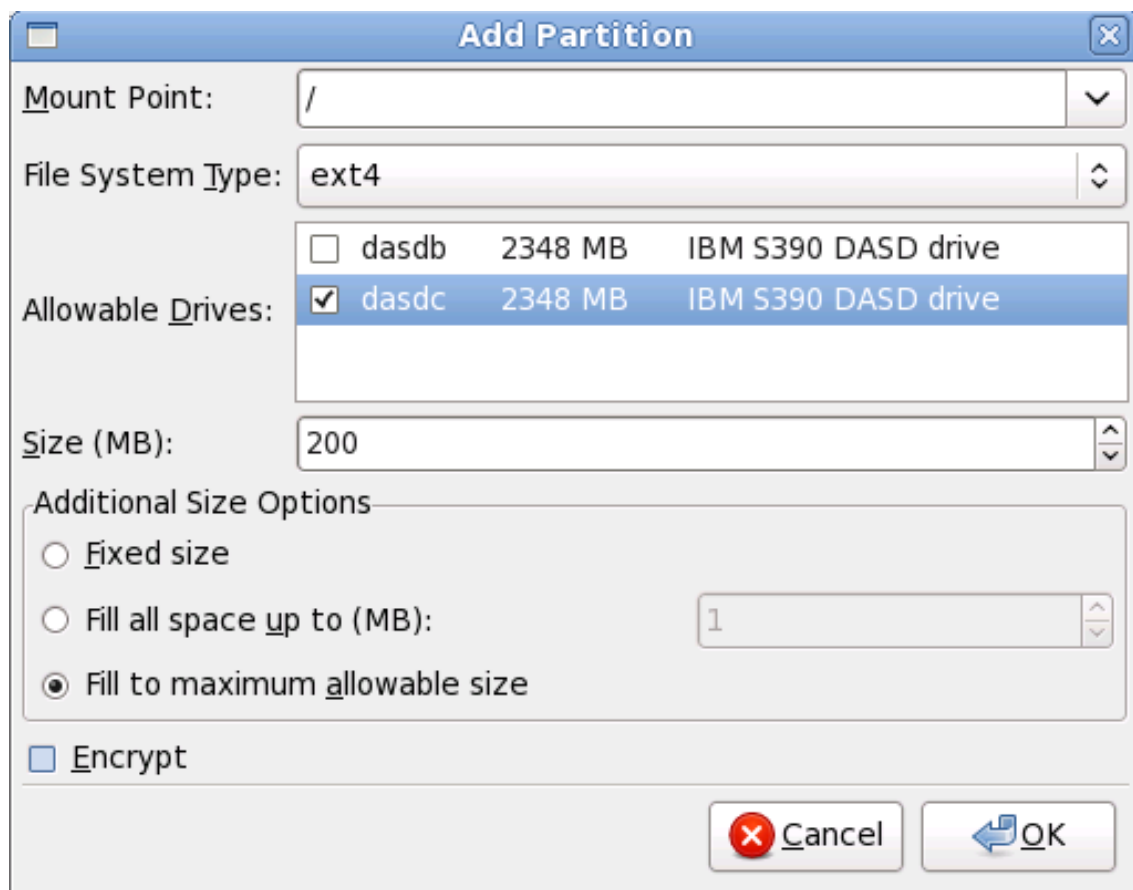 Add Partition
Mount Point: /
File System Type: ext4
dasdb 2348 MB IBM S390 DASD drive
Allowable Drives: dasdc 2348 MB IBM S390 DASD drive
Size (MB): 200
Additional Size Options
Fixed size
Fill all space up to (MB): 1
Fill to maximum allowable size
Encrypt
Cancel OK